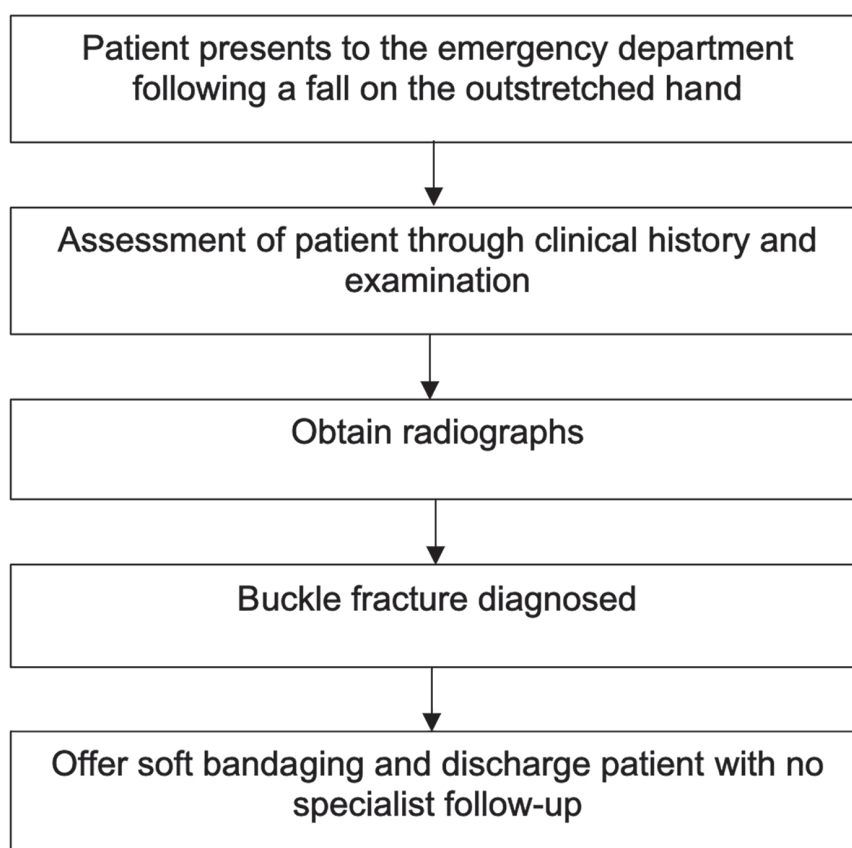 Patient presents to the emergency department
following a fall on the outstretched hand
Assessment of patient through clinical history and
examination
Obtain radiographs
Buckle fracture diagnosed
Offer soft bandaging and discharge patient with no
specialist follow-up